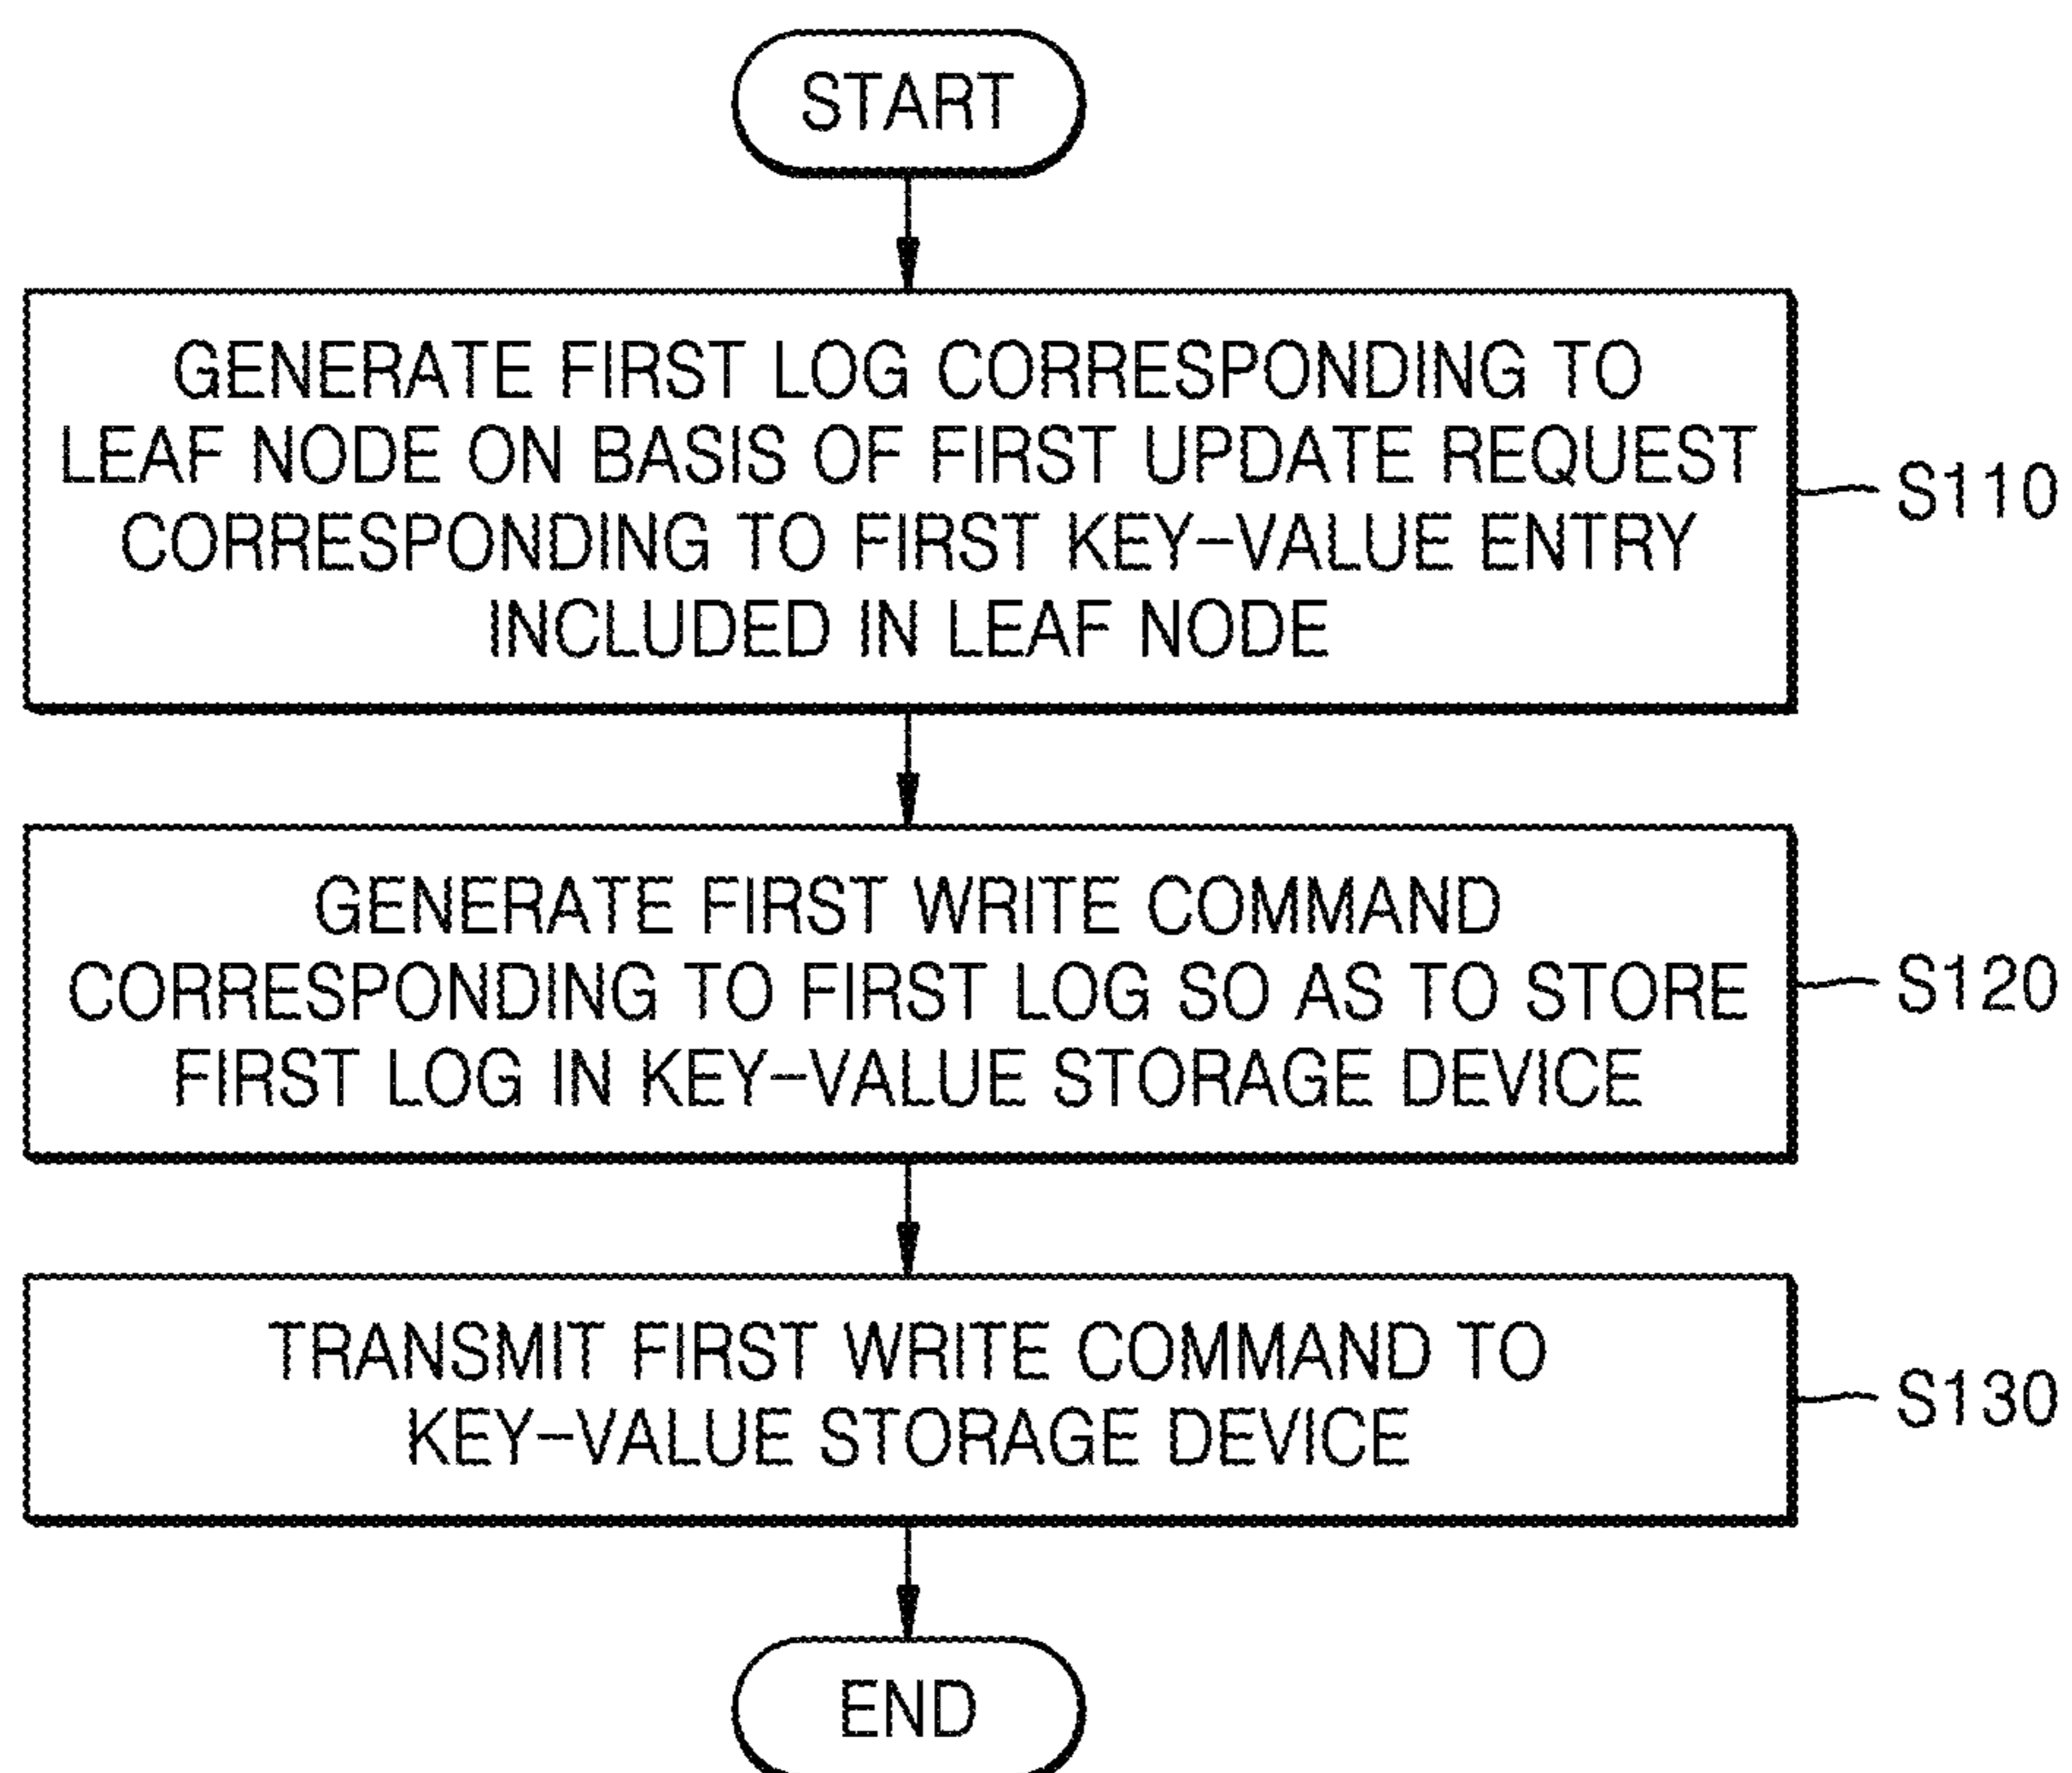 START
GENERATE FIRST LOG CORRESPONDING TO
LEAF NODE ON BASIS OF FIRST UPDATE REQUEST
CORRESPONDING TO FIRST KEY-VALUE ENTRY
INCLUDED IN LEAF NODE
S110
GENERATE FIRST WRITE COMMAND
CORRESPONDING TO FIRST LOG SO AS TO STORE
FIRST LOG IN KEY-VALUE STORAGE DEVICE
S120
TRANSMIT FIRST WRITE COMMAND TO
KEY-VALUE STORAGE DEVICE
S130
END